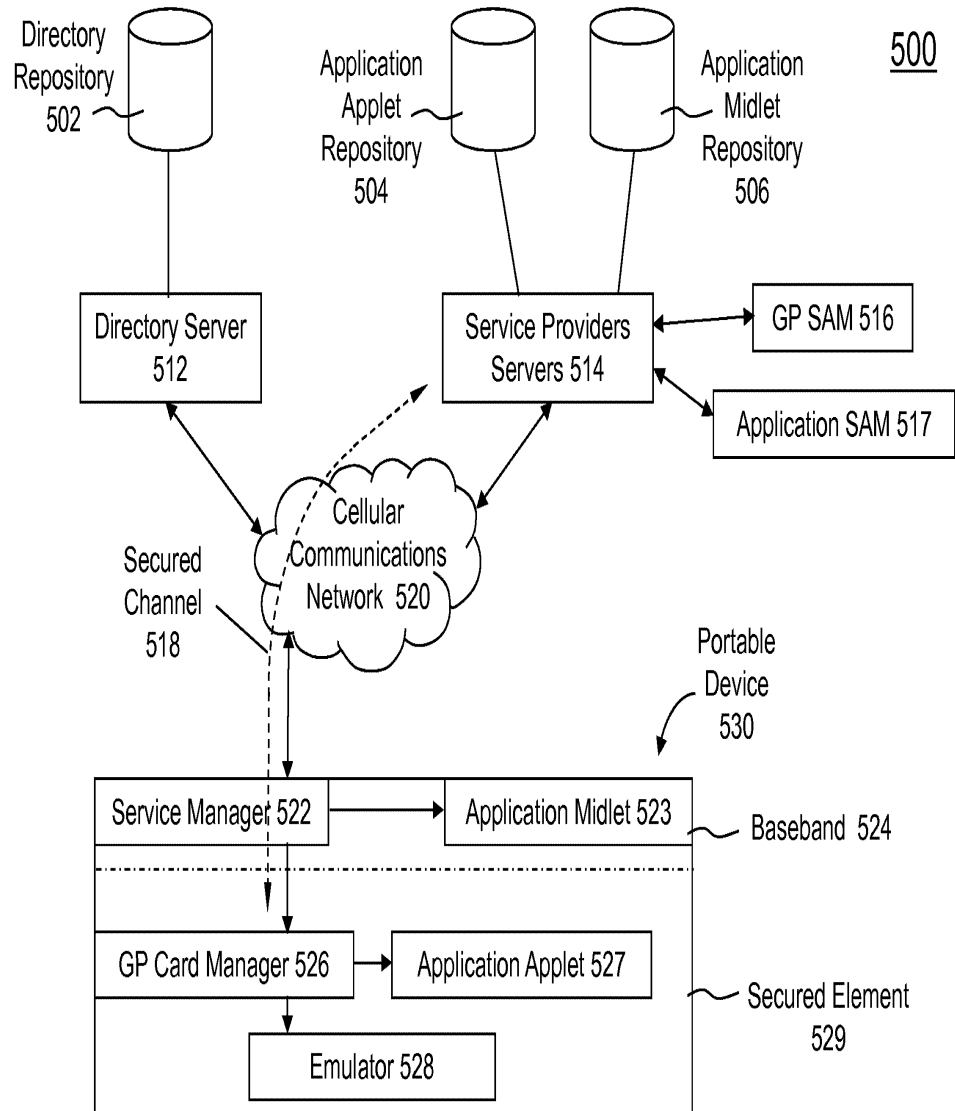 500
Directory
Repository
502
Application
Applet
Repository
504
Application
Midlet
Repository
506
Directory Server
512
Service Providers
Servers 514
GP SAM 516
Application SAM 517
Cellular
Communications
Network 520
Secured
Channel
518
Portable
Device
530
Service Manager 522
Application Midlet 523
Baseband 524
GP Card Manager 526
Application Applet 527
Secured Element
529
Emulator 528